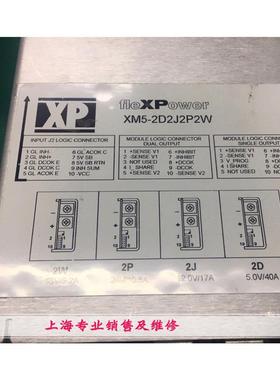 XP
fleXPower
XM5-2D2J2P2W
INPUT J2 LOGIC CONNECTOR
1 GL INH-
2 GL INH+
3 GL DCOK C
4 GL DCOK E
5 GL ACOK E
6 GL ACOK C
7 5V SB
8 5V SB RTN
9 INH SUM
10 -VCC
MODULE LOGIC CONNECTOR
DUAL OUTPUT
1 +SENSE V1
2 -SENSE V1
3 NOT USED
4 I SHARE
5 +SENSE V2
6 +INHIBIT
7 -INHIBIT
8 +DCOK
9 -DCOK
10 -SENSE V2
MODULE LOGIC CONNECTOR
SINGLE OUTPUT
1 +SENSE
2 -SENSE
3 V_PROG
4 I SHARE
5 NOT USED
2W
2P
2J
2D
5.0V/40A
上海专业销售及维修